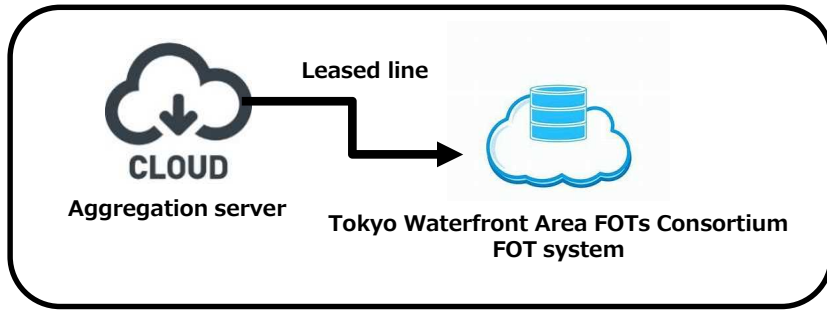 Leased line
CLOUD
Aggregation server
Tokyo Waterfront Area FOTs Consortium
FOT system